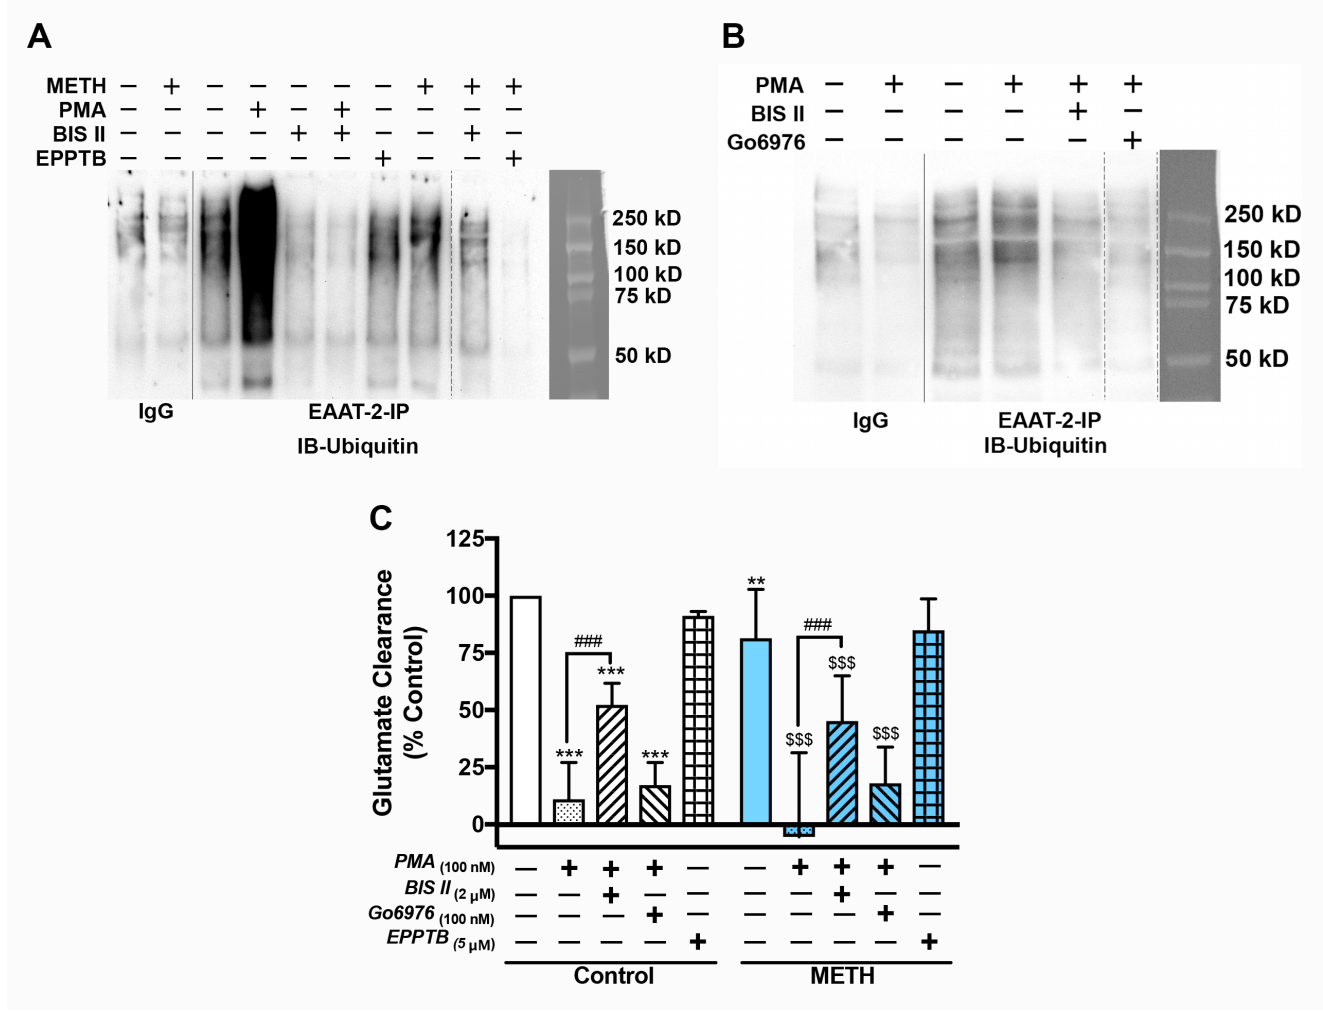 A
METH − + − − − − − + + +
PMA − − − + − + − − − −
BIS II − − − − + + − − + −
EPPTB − − − − − − + − − +
250 kD
150 kD
100 kD
75 kD
50 kD
IgG
EAAT-2-IP
IB-Ubiquitin
B
PMA − + − + + +
BIS II − − − − + −
Go6976 − − − − − +
250 kD
150 kD
100 kD
75 kD
50 kD
IgG
EAAT-2-IP
IB-Ubiquitin
C
Glutamate Clearance
(% Control)
125
100
75
50
25
0
***
###
***
***
**
$$$
###
$$$
$$$
PMA (100 nM) − + + + − − + + + −
BIS II (2 µM) − − + − − − − + − −
Go6976 (100 nM) − − − + − − − − + −
EPPTB (5 µM) − − − − + − − − − +
Control
METH